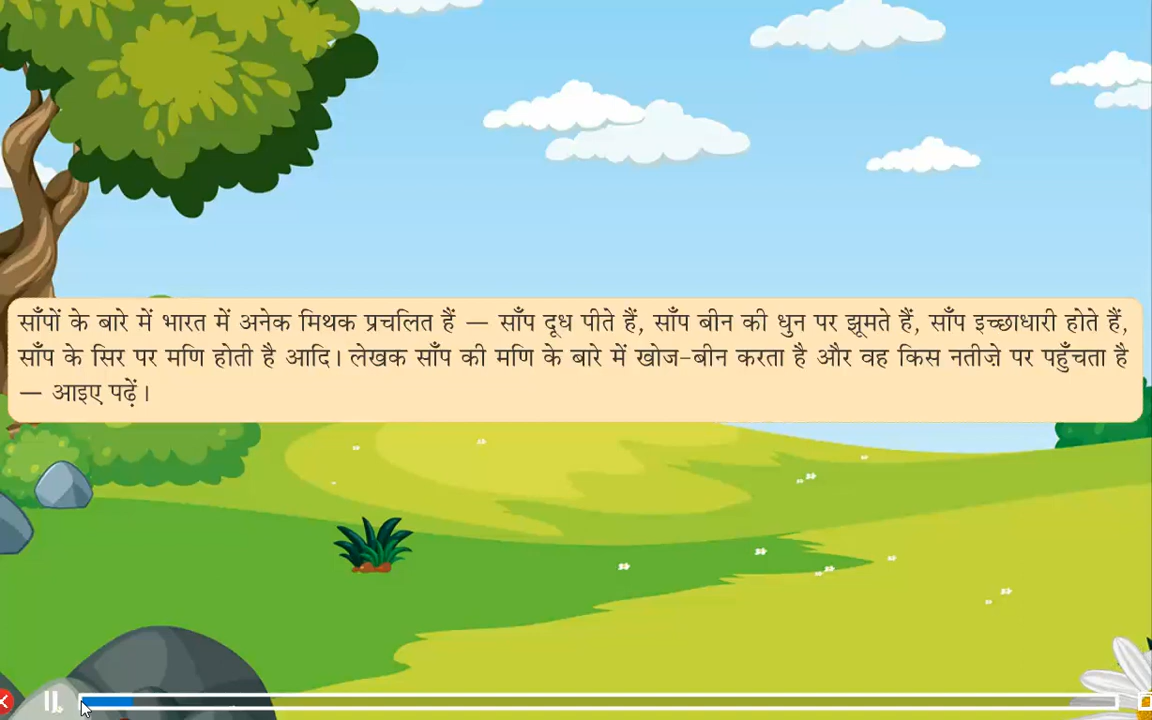 साँपों के बारे में भारत में अनेक मिथक प्रचलित हैं — साँप दूध पीते हैं, साँप बीन की धुन पर झूमते हैं, साँप इच्छाधारी होते हैं,
साँप के सिर पर मणि होती है आदि। लेखक साँप की मणि के बारे में खोज-बीन करता है और वह किस नतीज़े पर पहुँचता है
— आइए पढ़ें।